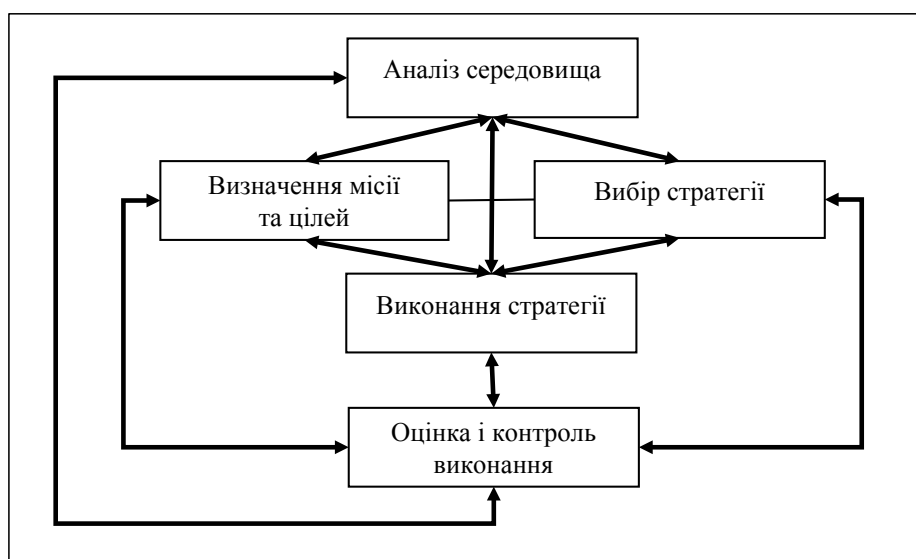 Аналіз середовища
Визначення місії
та цілей
Вибір стратегії
Виконання стратегії
Оцінка і контроль
виконання